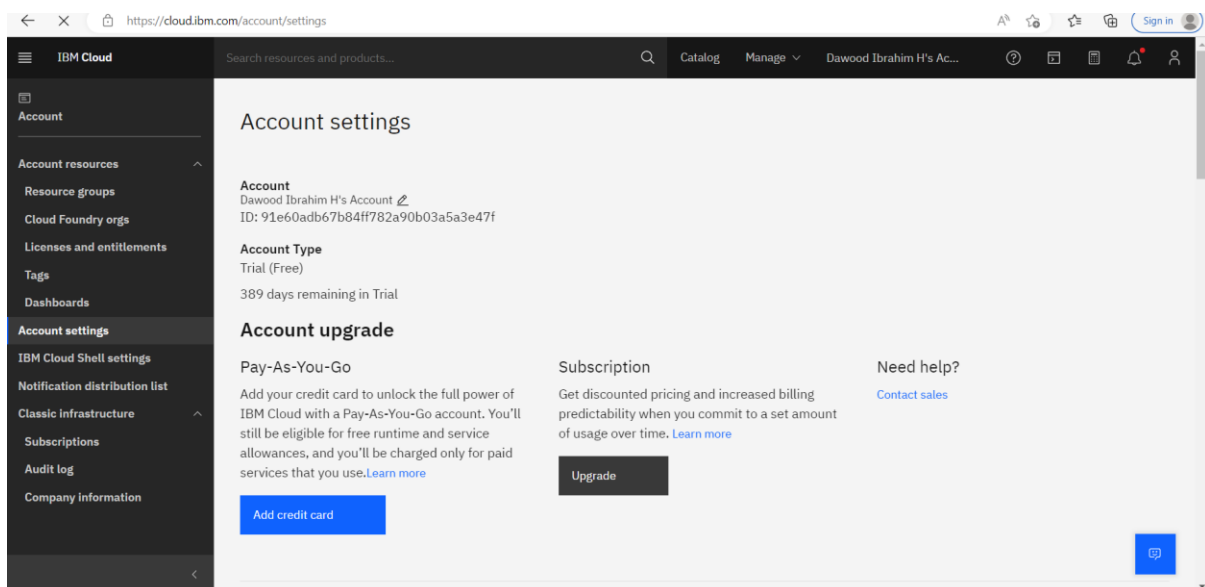 https://cloud.ibm.com/account/settings
Sign in
IBM Cloud
Search resources and products...
Catalog
Manage
Dawood Ibrahim H's Ac...
Account
Account resources
Resource groups
Cloud Foundry orgs
Licenses and entitlements
Tags
Dashboards
Account settings
IBM Cloud Shell settings
Notification distribution list
Classic infrastructure
Subscriptions
Audit log
Company information
Account settings
Account
Dawood Ibrahim H's Account
ID: 91e60adb67b84ff782a90b03a5a3e47f
Account Type
Trial (Free)
389 days remaining in Trial
Account upgrade
Pay-As-You-Go
Add your credit card to unlock the full power of
IBM Cloud with a Pay-As-You-Go account. You'll
still be eligible for free runtime and service
allowances, and you'll be charged only for paid
services that you use.Learn more
Add credit card
Subscription
Get discounted pricing and increased billing
predictability when you commit to a set amount
of usage over time. Learn more
Upgrade
Need help?
Contact sales